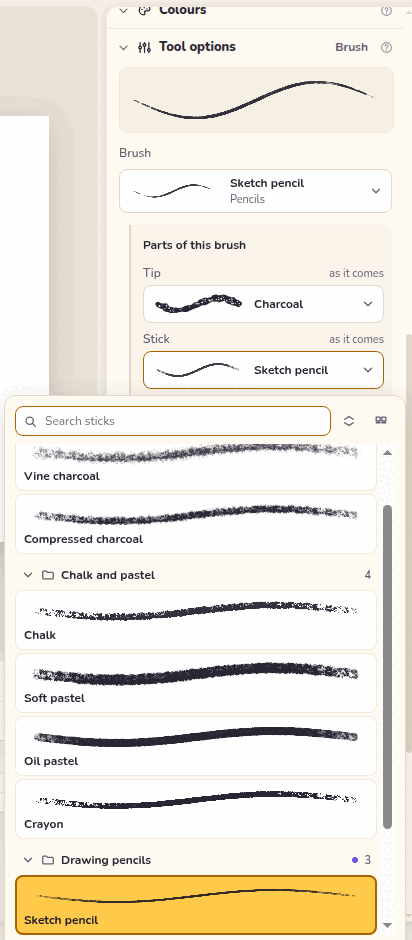 Colours
Tool options
Brush
Brush
Sketch pencil
Pencils
Parts of this brush
Tip
as it comes
Charcoal
Stick
as it comes
Sketch pencil
Search sticks
Vine charcoal
Compressed charcoal
Chalk and pastel
4
Chalk
Soft pastel
Oil pastel
Crayon
Drawing pencils
3
Sketch pencil